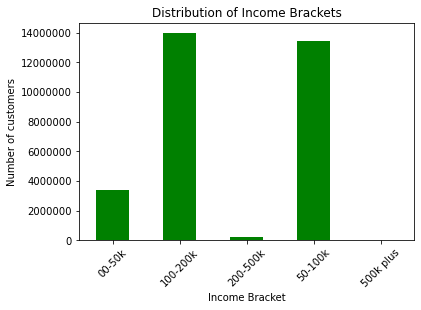 Distribution of Income Brackets
Number of customers
14000000
12000000
10000000
8000000
6000000
4000000
2000000
0
00-50k
100-200k
200-500k
50-100k
500k plus
Income Bracket